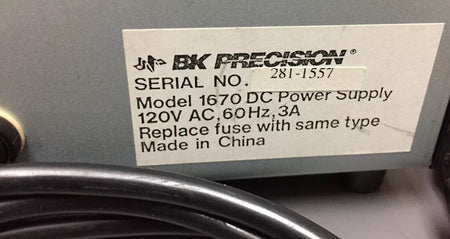 BK PRECISION®
SERIAL NO. 281-1557
Model 1670 DC Power Supply
120V AC, 60Hz, 3A
Replace fuse with same type
Made in China